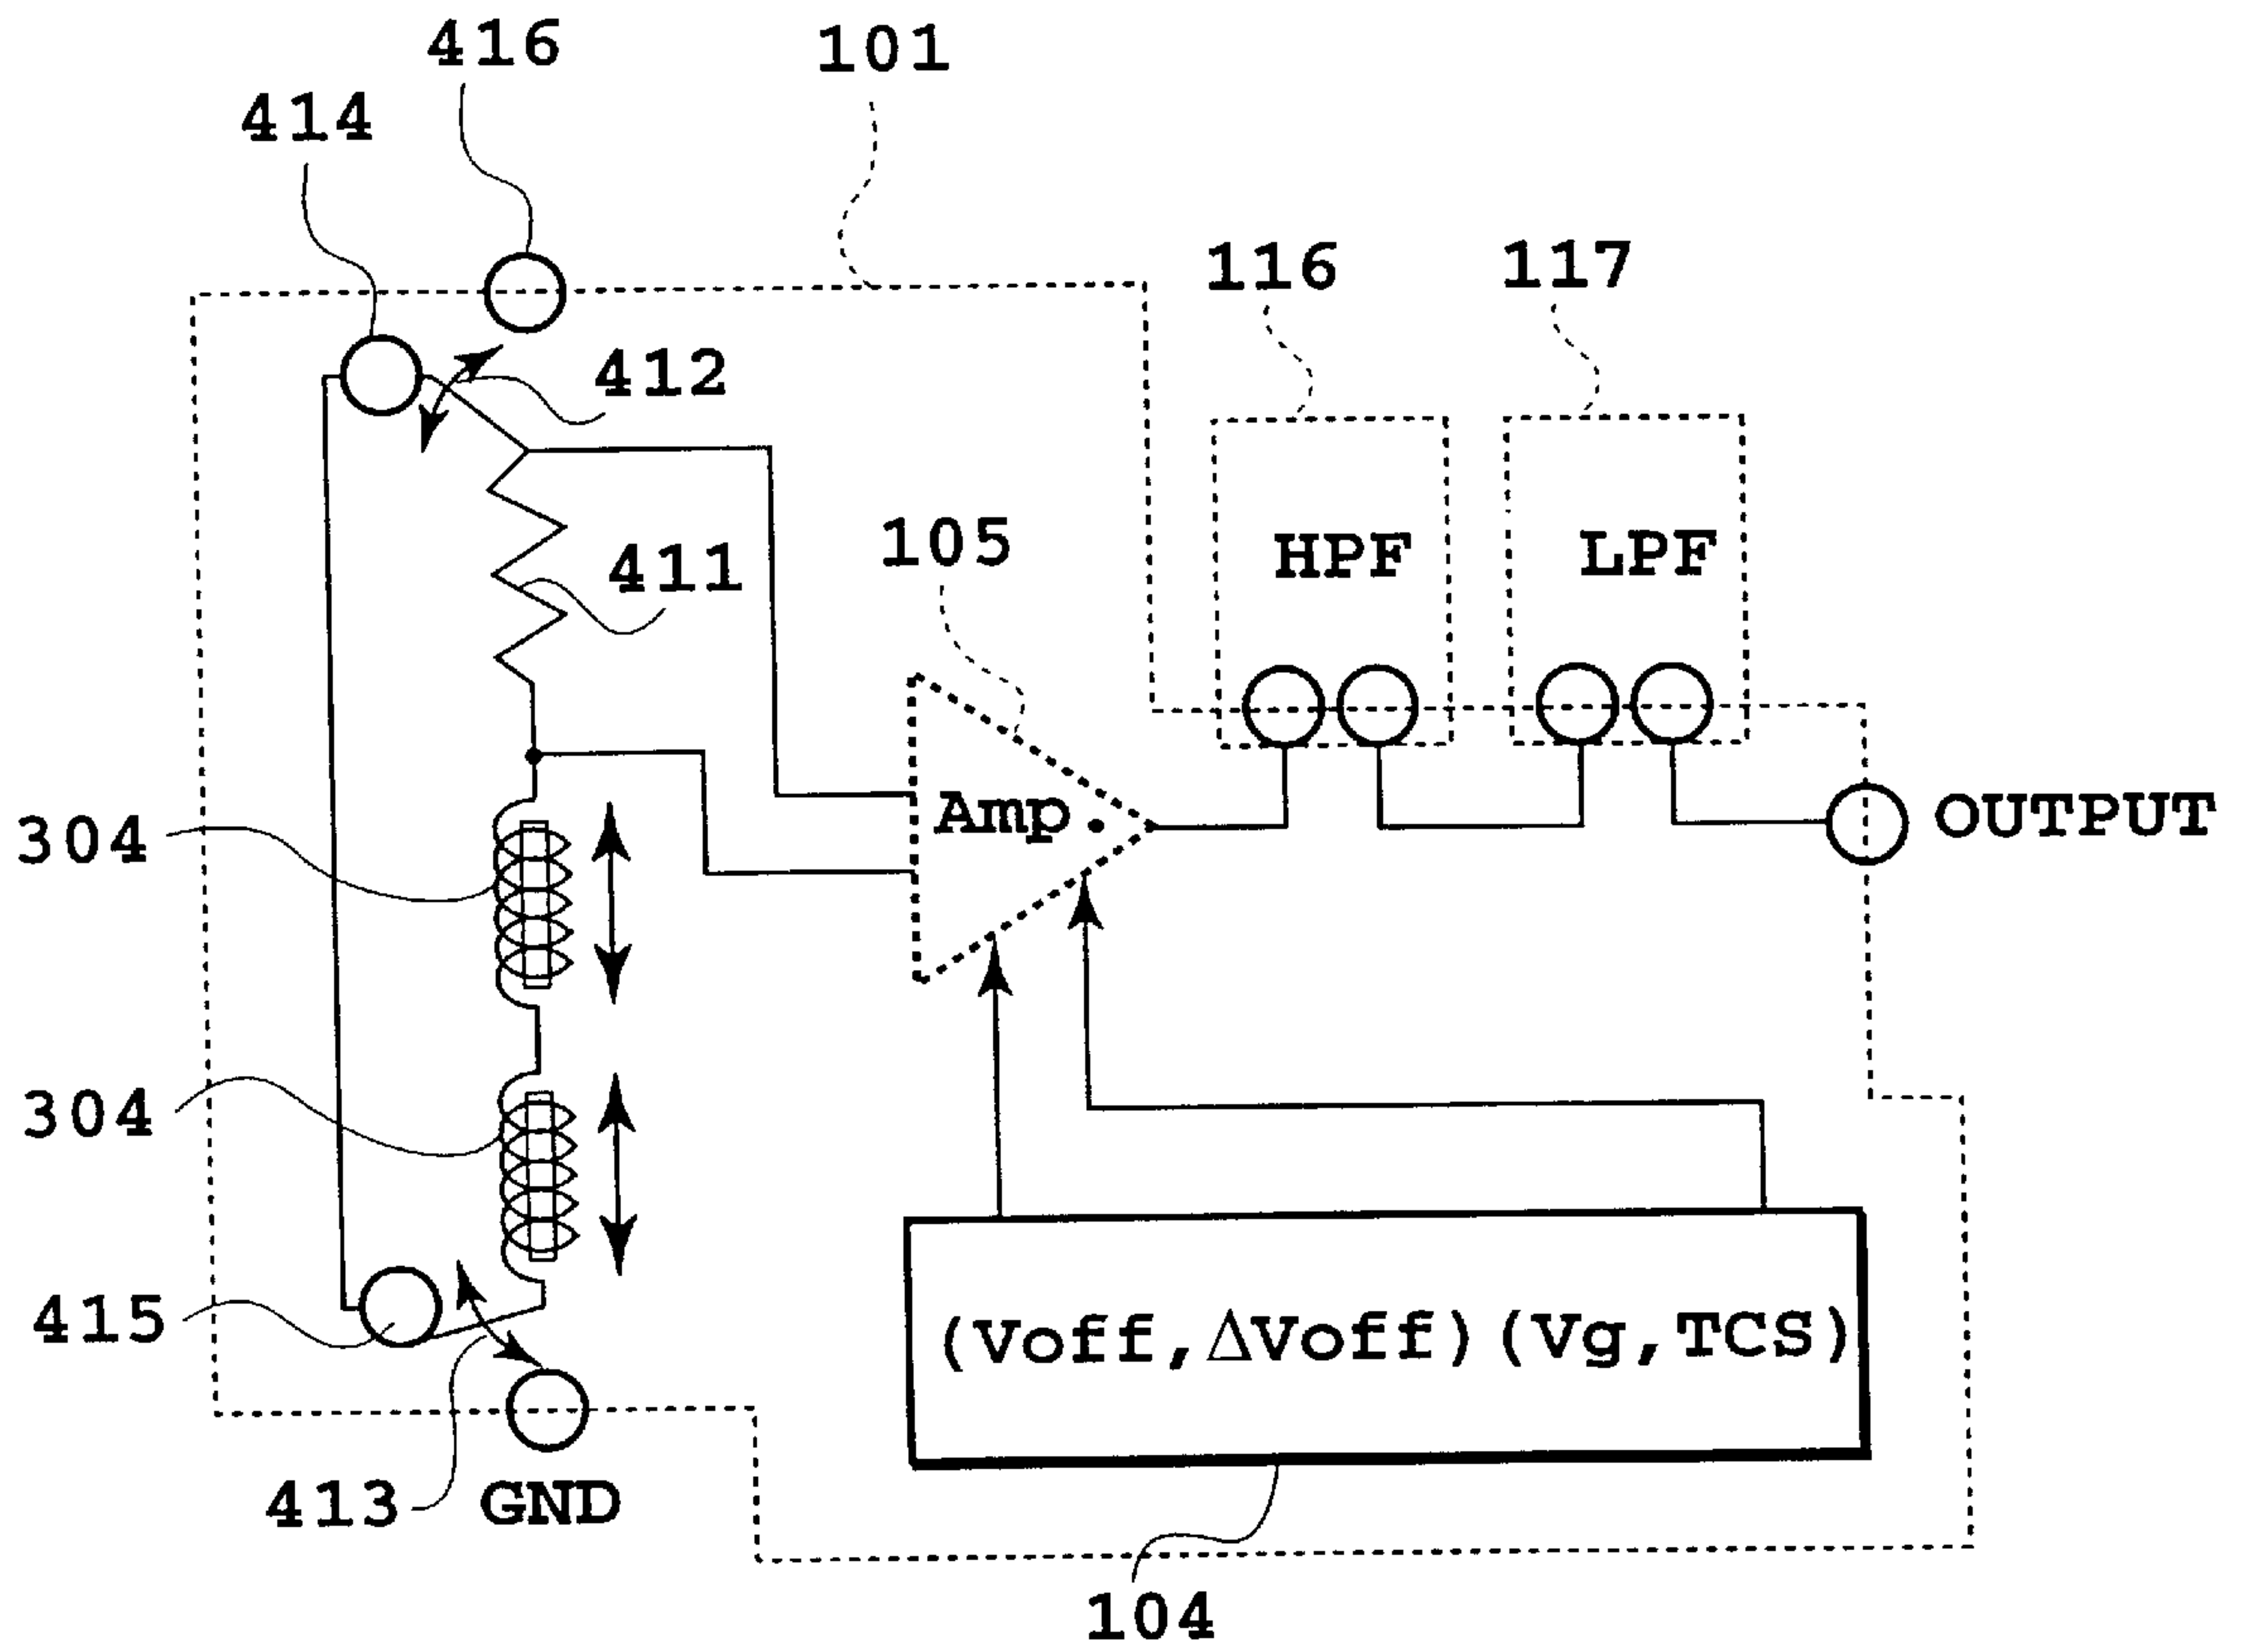 416
101
414
116
117
412
105
HPF
LPF
411
Amp.
304
OUTPUT
304
415
(Voff,ΔVoff)(Vg,TCS)
413
GND
104